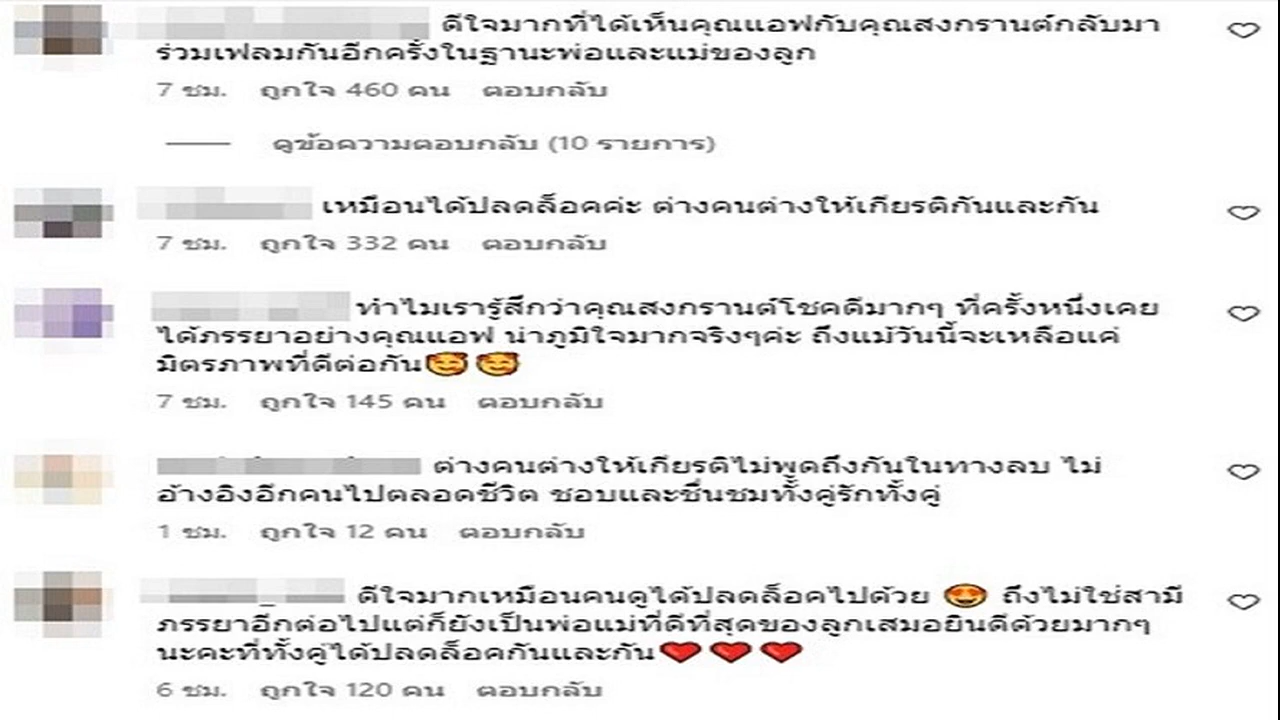 ดีใจมากที่ได้เห็นคุณแอฟกับคุณสงกรานต์กลับมา
ร่วมเฟลมกันอีกครั้งในฐานะพ่อและแม่ของลูก
7 ชม. ถูกใจ 460 คน ตอบกลับ
ดูข้อความตอบกลับ (10 รายการ)
เหมือนได้ปลดล็อคค่ะ ต่างคนต่างให้เกียรติกันและกัน
7 ชม. ถูกใจ 332 คน ตอบกลับ
ทำไมเรารู้สึกว่าคุณสงกรานต์โชคดีมากๆ ที่ครั้งหนึ่งเคย
ได้ภรรยาอย่างคุณแอฟ น่าภูมิใจมากจริงๆค่ะ ถึงแม้วันนี้จะเหลือแค่
มิตรภาพที่ดีต่อกัน🥰 🥰
7 ชม. ถูกใจ 145 คน ตอบกลับ
ต่างคนต่างให้เกียรติไม่พูดถึงกันในทางลบ ไม่
อ้างอิงอีกคนไปตลอดชีวิต ชอบและชื่นชมทั้งคู่รักทั้งคู่
1 ชม. ถูกใจ 12 คน ตอบกลับ
ดีใจมากเหมือนคนดูได้ปลดล็อคไปด้วย 😍 ถึงไม่ใช่สามี
ภรรยาอีกต่อไปแต่ก็ยังเป็นพ่อแม่ที่ดีที่สุดของลูกเสมอยินดีด้วยมากๆ
นะคะที่ทั้งคู่ได้ปลดล็อคกันและกัน❤️ ❤️ ❤️
6 ชม. ถูกใจ 120 คน ตอบกลับ